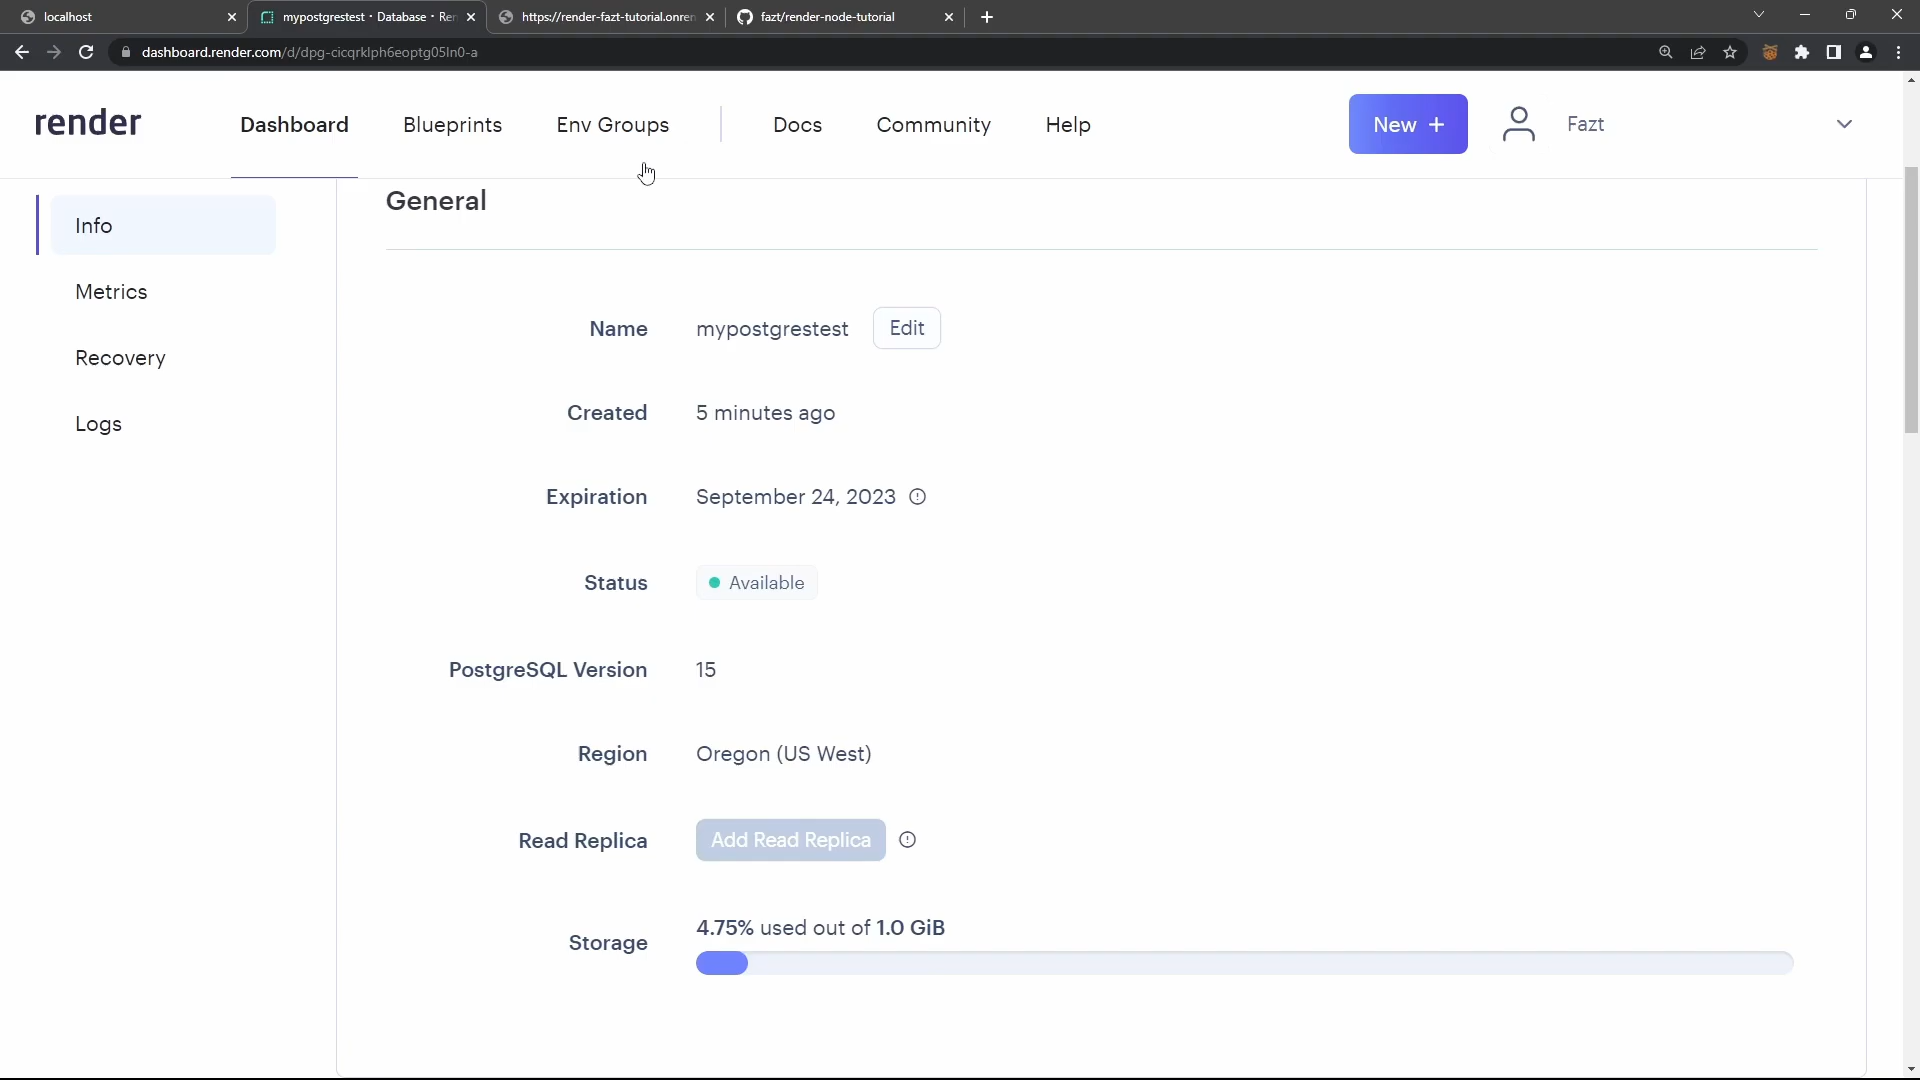 localhost
mypostgrestest · Database · Ren
https://render-fazt-tutorial.onren
fazt/render-node-tutorial
dashboard.render.com/d/dpg-cicqrklph6eoptg05ln0-a
render
Dashboard
Blueprints
Env Groups
Docs
Community
Help
New +
Fazt
Info
Metrics
Recovery
Logs
General
Name mypostgrestest Edit
Created 5 minutes ago
Expiration September 24, 2023
Status Available
PostgreSQL Version 15
Region Oregon (US West)
Read Replica Add Read Replica
Storage 4.75% used out of 1.0 GiB